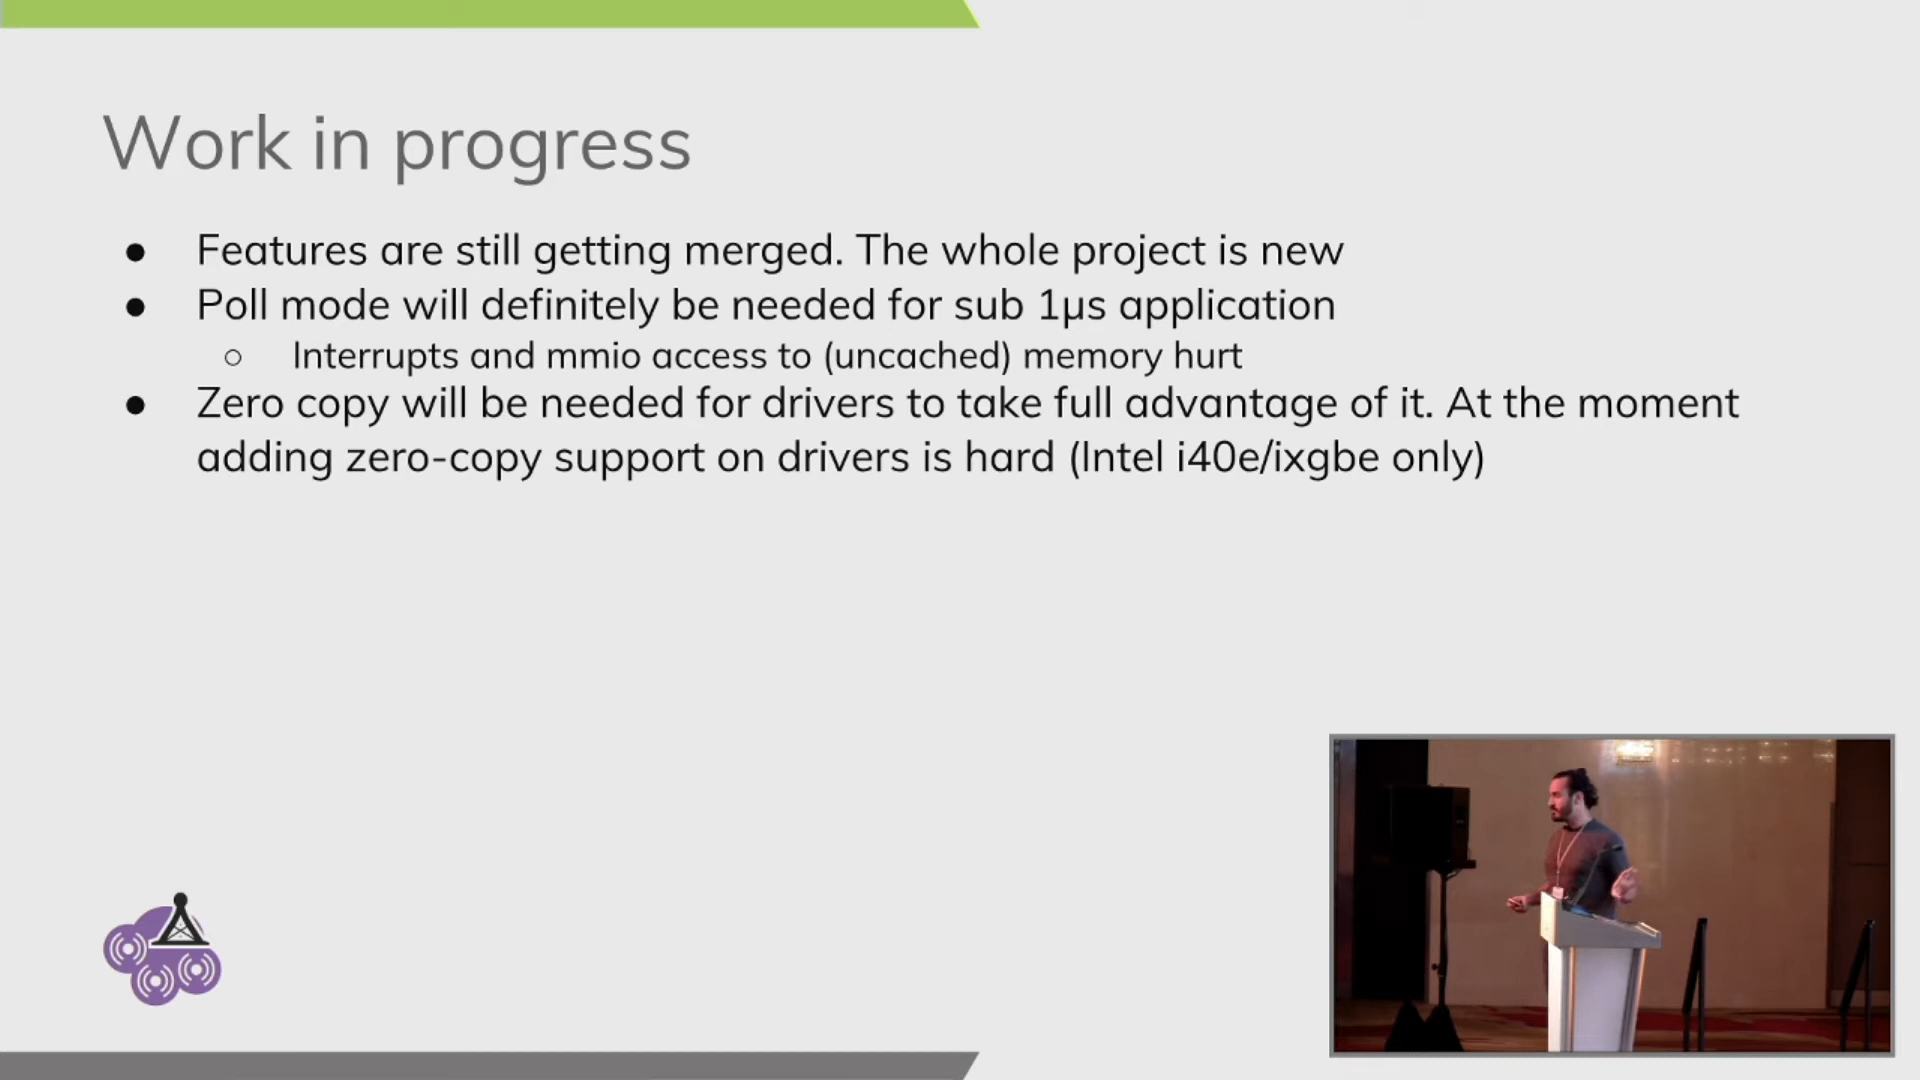 Work in progress
● Features are still getting merged. The whole project is new
● Poll mode will definitely be needed for sub 1µs application
○ Interrupts and mmio access to (uncached) memory hurt
● Zero copy will be needed for drivers to take full advantage of it. At the moment
adding zero-copy support on drivers is hard (Intel i40e/ixgbe only)